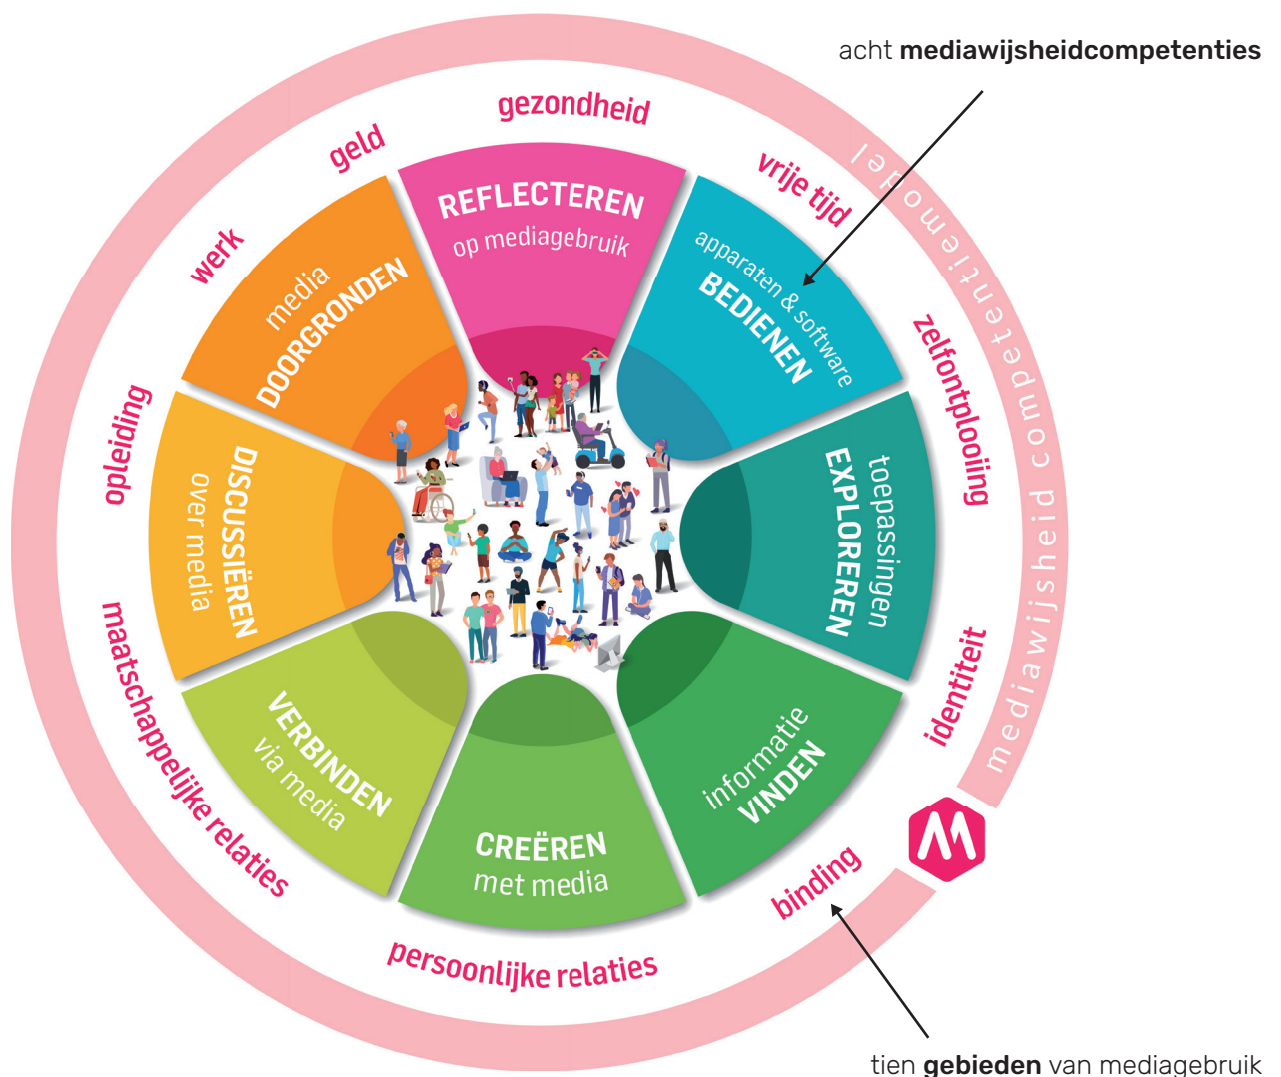 acht mediawijsheidcompetenties
mediawijsheid competentiemodel
gezondheid
vrije tijd
zelfontplooiing
identiteit
binding
persoonlijke relaties
maatschappelijke relaties
opleiding
werk
geld
REFLECTEREN
op mediagebruik
apparaten & software
BEDIENEN
toepassingen
EXPLOREREN
informatie
VINDEN
CREËREN
met media
VERBINDEN
via media
DISCUSSIËREN
over media
media
DOORGRONDEN
tien gebieden van mediagebruik